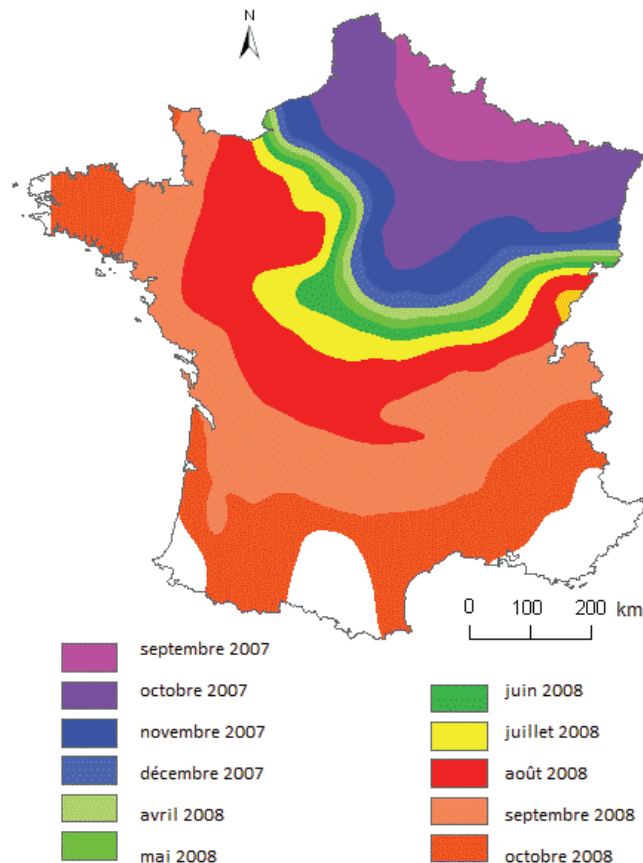 N
0 100 200 km
septembre 2007
octobre 2007
novembre 2007
décembre 2007
avril 2008
mai 2008
juin 2008
juillet 2008
août 2008
septembre 2008
octobre 2008